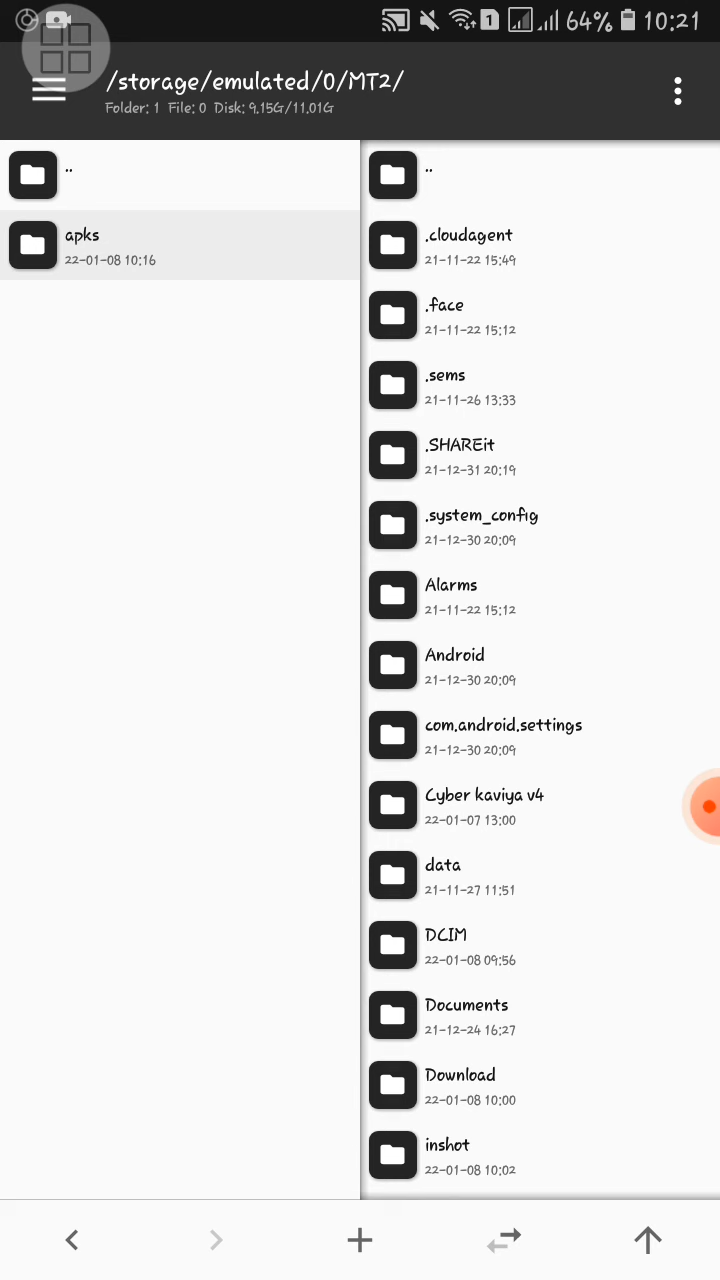 1 64% 10:21
/storage/emulated/0/MT2/
Folder: 1 File: 0 Disk: 9.15G/11.01G
..
apks
22-01-08 10:16
..
.cloudagent
21-11-22 15:49
.face
21-11-22 15:12
.sems
21-11-26 13:33
.SHAREit
21-12-31 20:19
.system_config
21-12-30 20:09
Alarms
21-11-22 15:12
Android
21-12-30 20:09
com.android.settings
21-12-30 20:09
Cyber kaviya v4
22-01-07 13:00
data
21-11-27 11:51
DCIM
22-01-08 09:56
Documents
21-12-24 16:27
Download
22-01-08 10:00
inshot
22-01-08 10:02